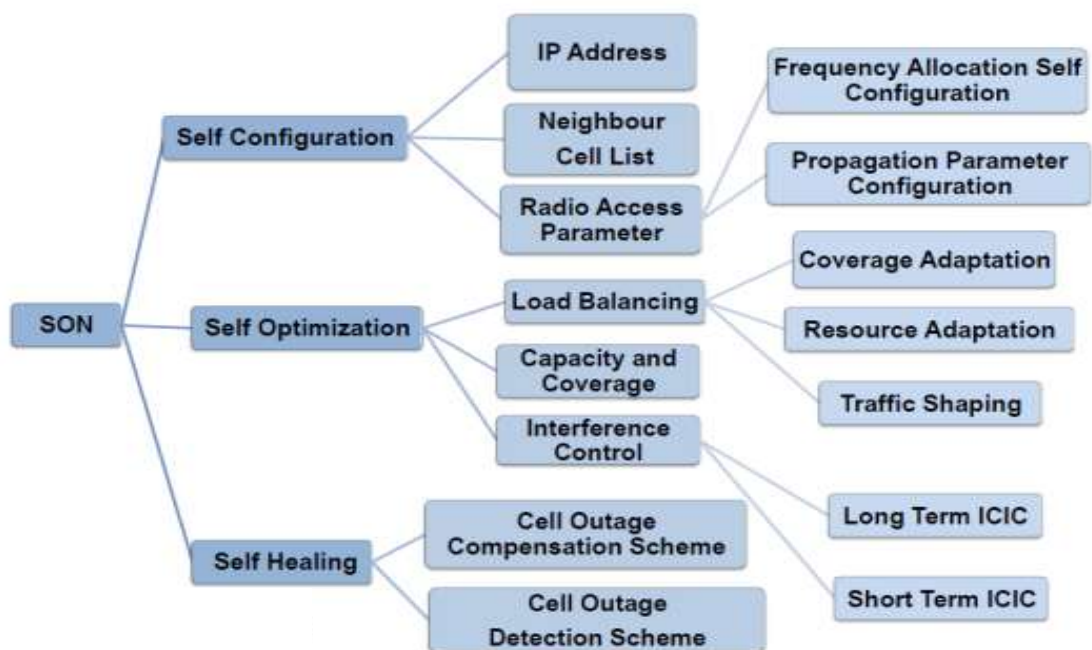 SON
Self Configuration
IP Address
Neighbour
Cell List
Radio Access
Parameter
Frequency Allocation Self
Configuration
Propagation Parameter
Configuration
Self Optimization
Load Balancing
Coverage Adaptation
Resource Adaptation
Traffic Shaping
Capacity and
Coverage
Interference
Control
Long Term ICIC
Short Term ICIC
Self Healing
Cell Outage
Compensation Scheme
Cell Outage
Detection Scheme